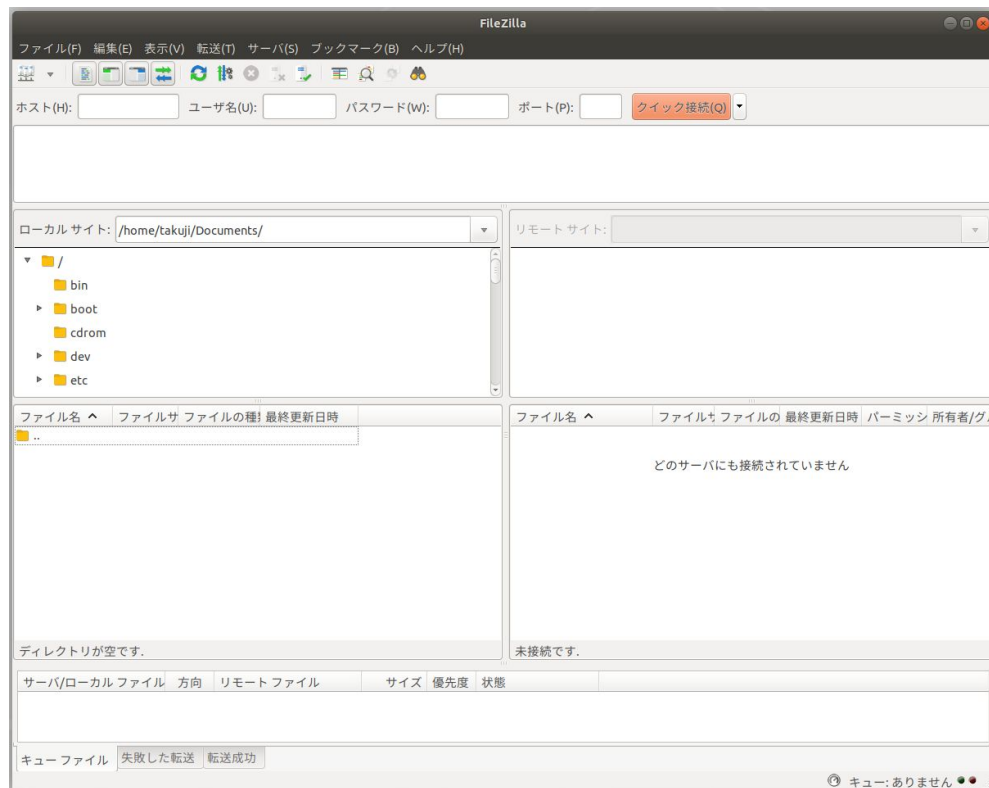 FileZilla
ファイル(F) 編集(E) 表示(V) 転送(T) サーバ(S) ブックマーク(B) ヘルプ(H)
ホスト(H): ユーザ名(U): パスワード(W): ポート(P): クイック接続(Q)
ローカル サイト: /home/takuji/Documents/
リモート サイト:
/
bin
boot
cdrom
dev
etc
ファイル名 ファイルサ ファイルの種 最終更新日時
..
ディレクトリが空です.
ファイル名 ファイルサ ファイルの 最終更新日時 パーミッシ 所有者/グ
どのサーバにも接続されていません
未接続です.
サーバ/ローカル ファイル 方向 リモート ファイル サイズ 優先度 状態
キュー ファイル 失敗した転送 転送成功
キュー: ありません